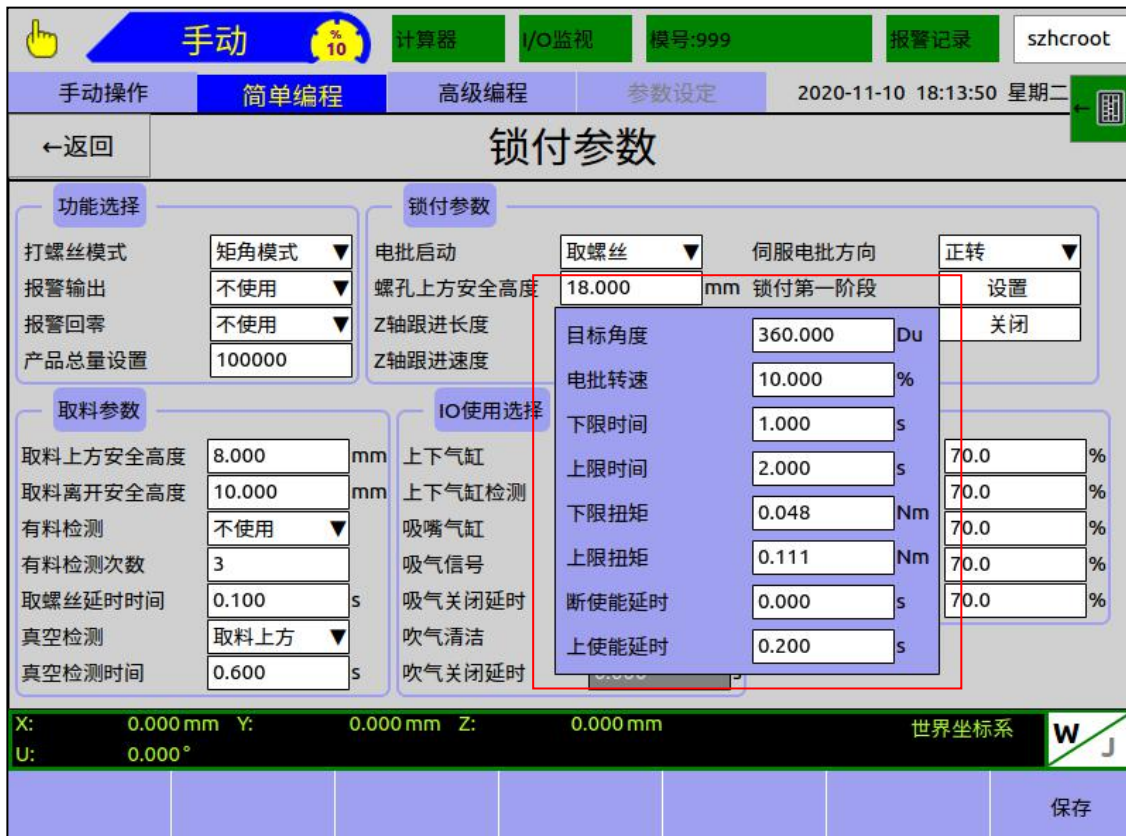 手动
% 10
计算器
I/O监视
模号:999
报警记录
szhcroot
手动操作
简单编程
高级编程
参数设定
2020-11-10 18:13:50 星期二
←
←返回
锁付参数
功能选择
打螺丝模式 矩角模式 ▼
报警输出 不使用 ▼
报警回零 不使用 ▼
产品总量设置 100000
锁付参数
电批启动 取螺丝 ▼ 伺服电批方向 正转 ▼
螺孔上方安全高度 18.000 mm 锁付第一阶段 设置
Z轴跟进长度 关闭
Z轴跟进速度
目标角度 360.000 Du
电批转速 10.000 %
下限时间 1.000 s
上限时间 2.000 s
下限扭矩 0.048 Nm
上限扭矩 0.111 Nm
断使能延时 0.000 s
上使能延时 0.200 s
取料参数
取料上方安全高度 8.000 mm
取料离开安全高度 10.000 mm
有料检测 不使用 ▼
有料检测次数 3
取螺丝延时时间 0.100 s
真空检测 取料上方 ▼
真空检测时间 0.600 s
IO使用选择
上下气缸
上下气缸检测
吸嘴气缸
吸气信号
吸气关闭延时
吹气清洁
吹气关闭延时
70.0 %
70.0 %
70.0 %
70.0 %
70.0 %
X: 0.000 mm Y: 0.000 mm Z: 0.000 mm 世界坐标系
U: 0.000 °
W/J
保存